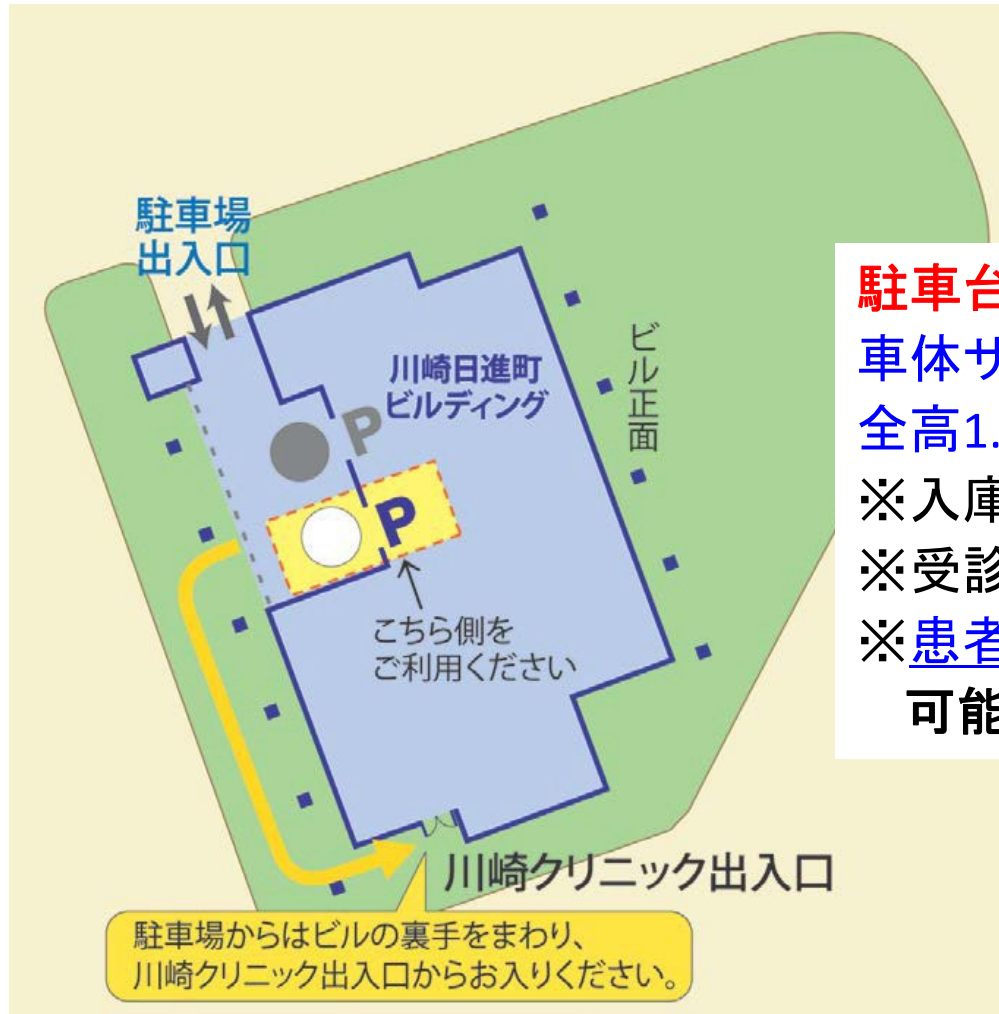 駐車場
出入口
川崎日進町
ビルディング
P
P
ビル正面
こちら側を
ご利用ください
川崎クリニック出入口
駐車場からはビルの裏手をまわり、
川崎クリニック出入口からお入りください。
駐車台
車体サ
全高1.
※入庫
※受診
※患者
可能